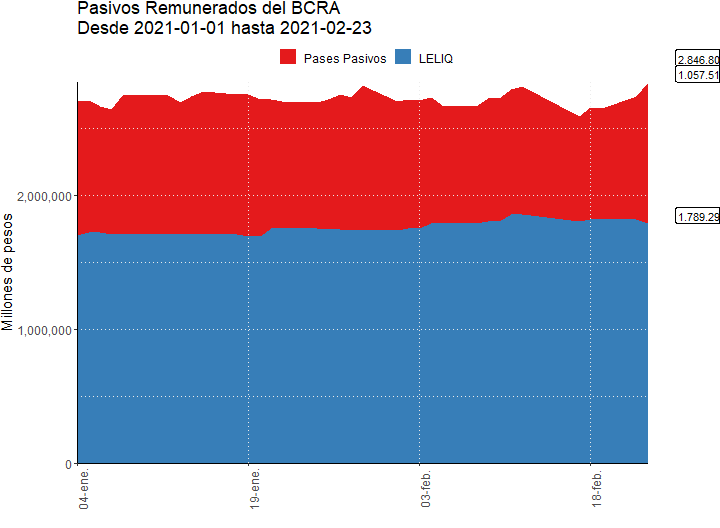 Pasivos Remunerados del BCRA
Desde 2021-01-01 hasta 2021-02-23
Pases Pasivos
LELIQ
2.846.80
1.057.51
1.789.29
Millones de pesos
2,000,000
1,000,000
0
04-ene.
19-ene.
03-feb.
18-feb.